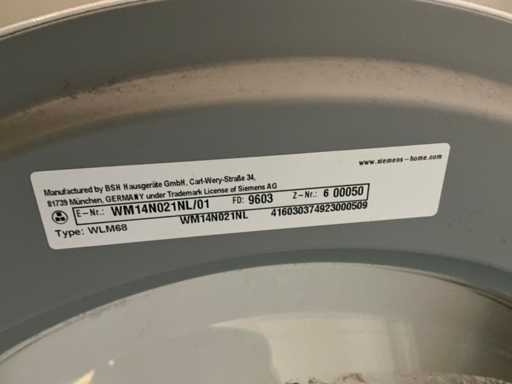 www.siemens-home.com
Manufactured by BSH Hausgeräte GmbH, Carl-Wery-Straße 34,
81739 München, GERMANY under Trademark License of Siemens AG
E-Nr.: WM14N021NL/01 FD: 9603 Z-Nr.: 6 00050
WM14N021NL 416030374923000509
Type: WLM68